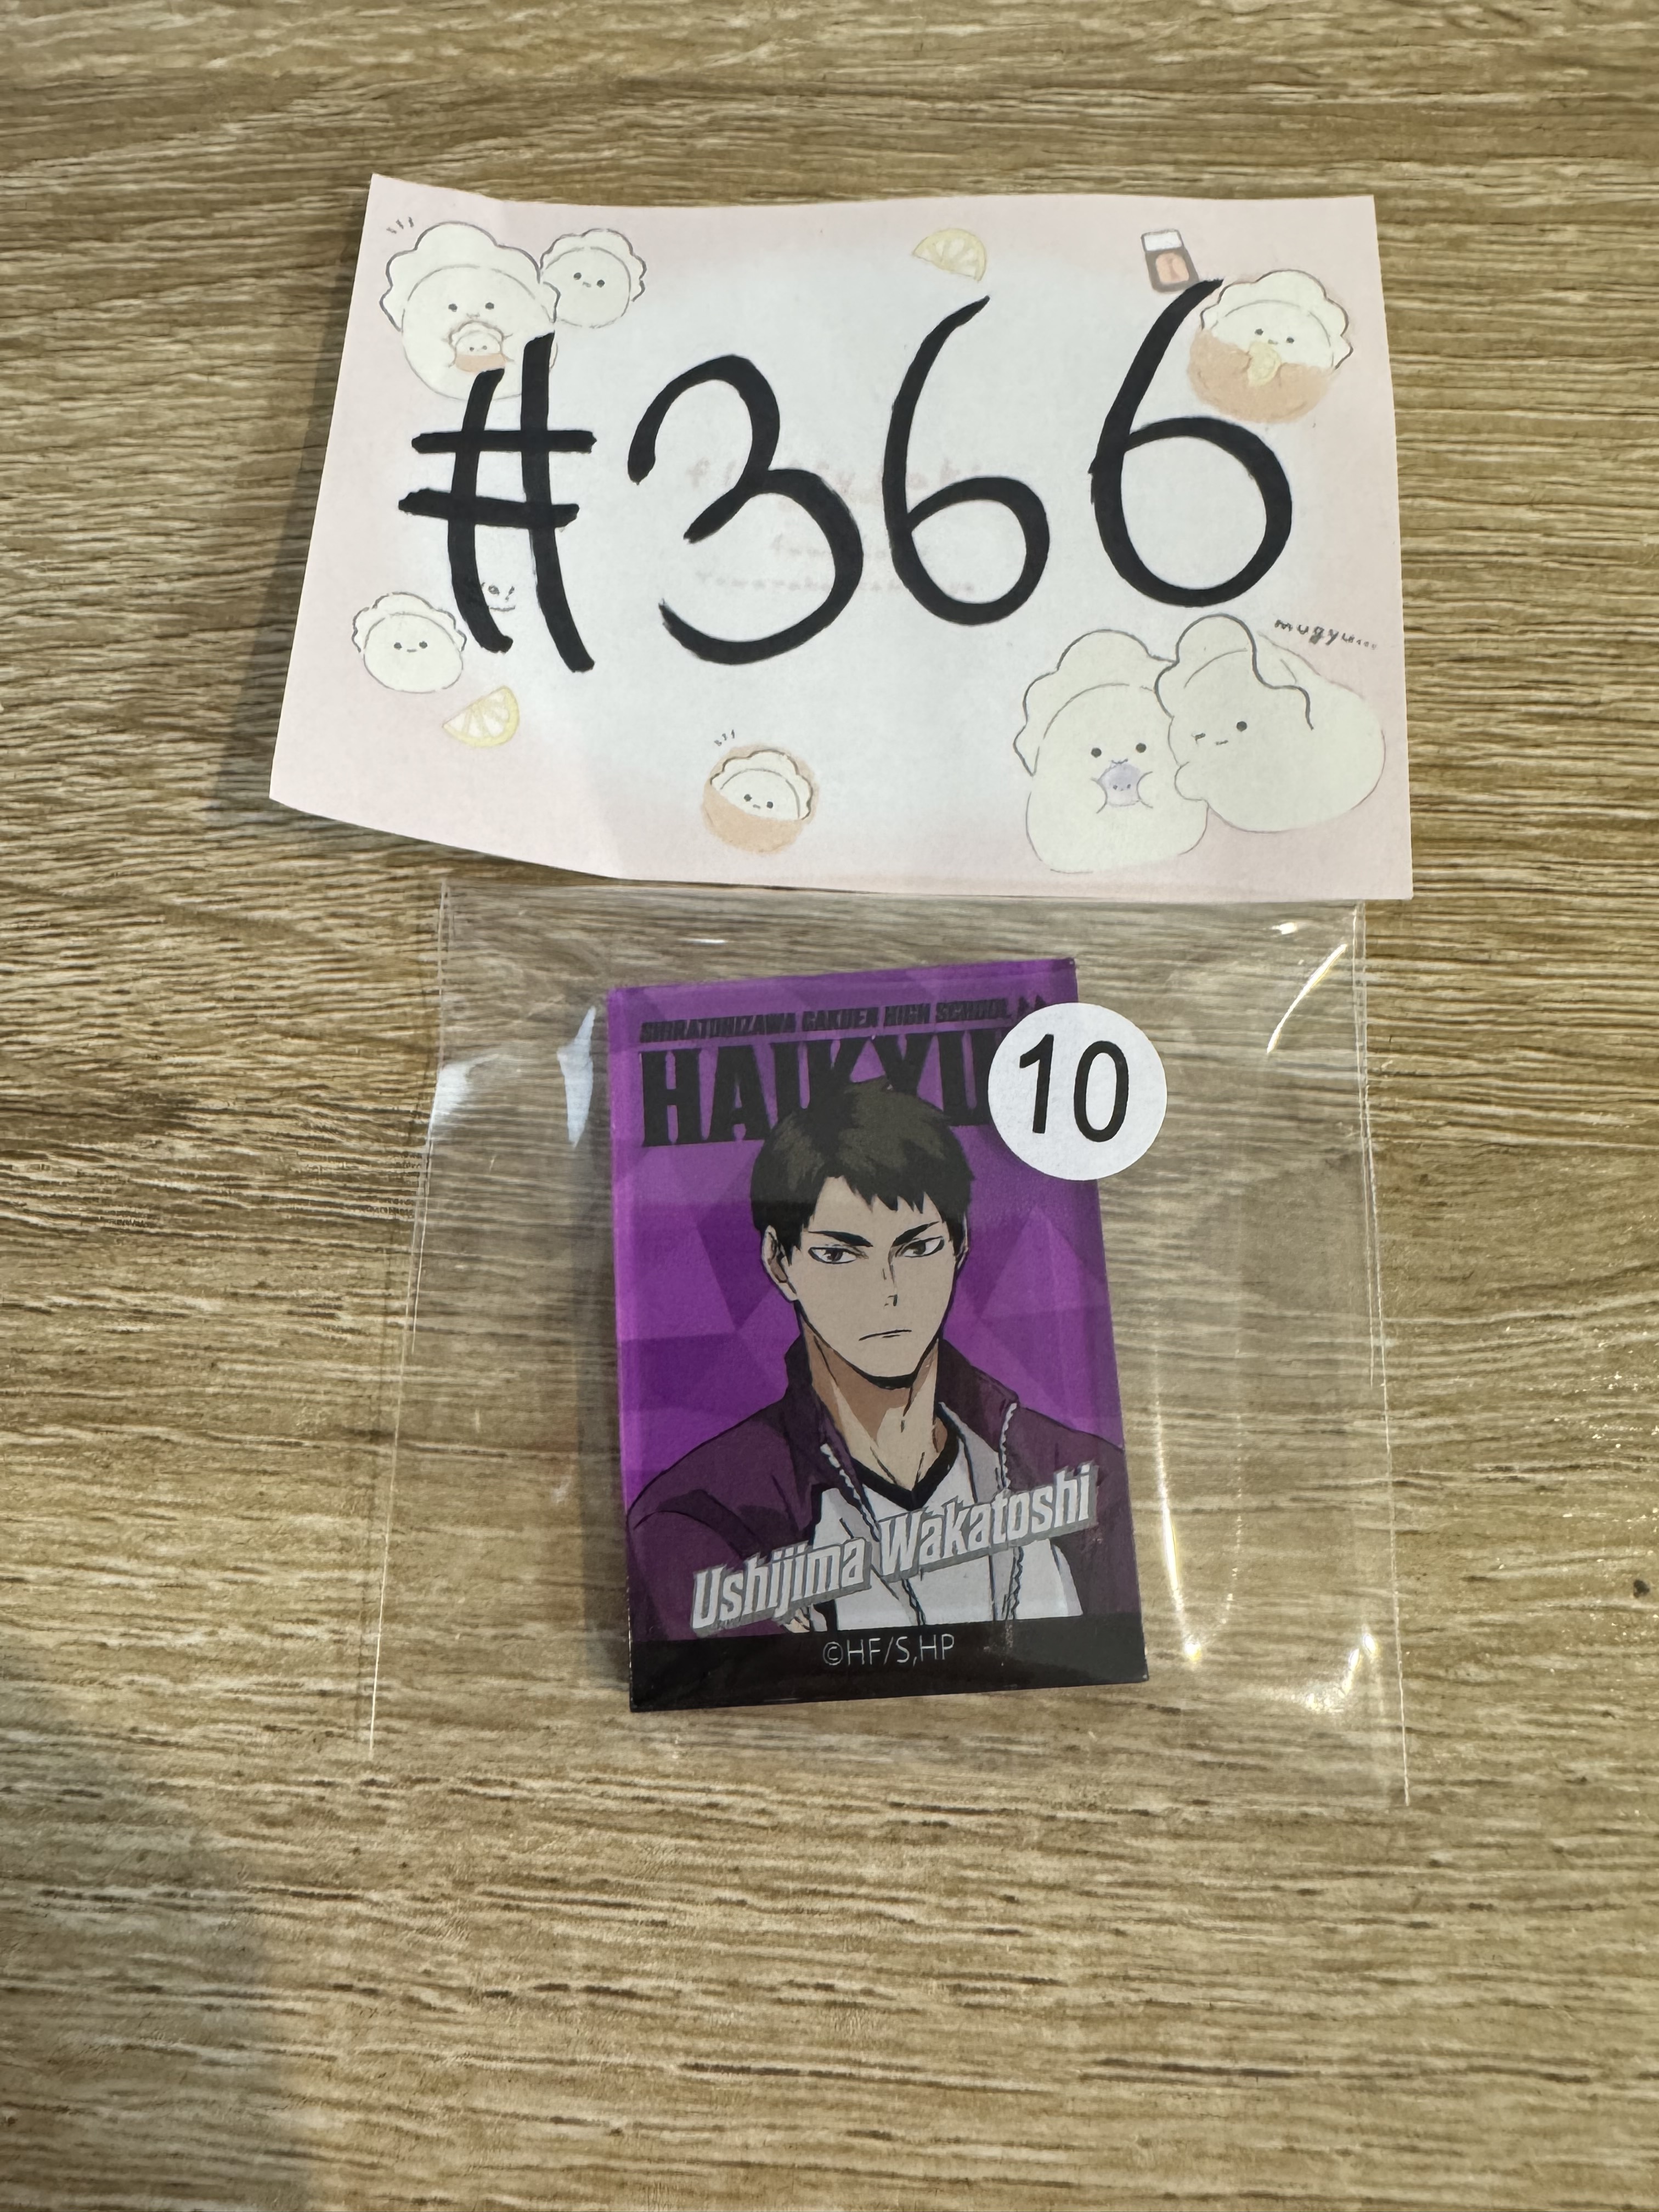 #366
mugyu....
SHIRATORIZAWA GAKUEN HIGH SCHOOL
HAIKYU
10
Ushijima Wakatoshi
©HF/S,HP